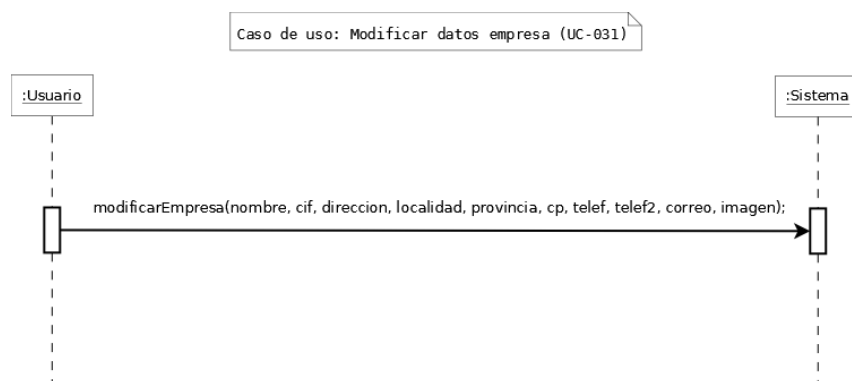 Caso de uso: Modificar datos empresa (UC-031)
:Usuario
:Sistema
modificarEmpresa(nombre, cif, direccion, localidad, provincia, cp, telef, telef2, correo, imagen);